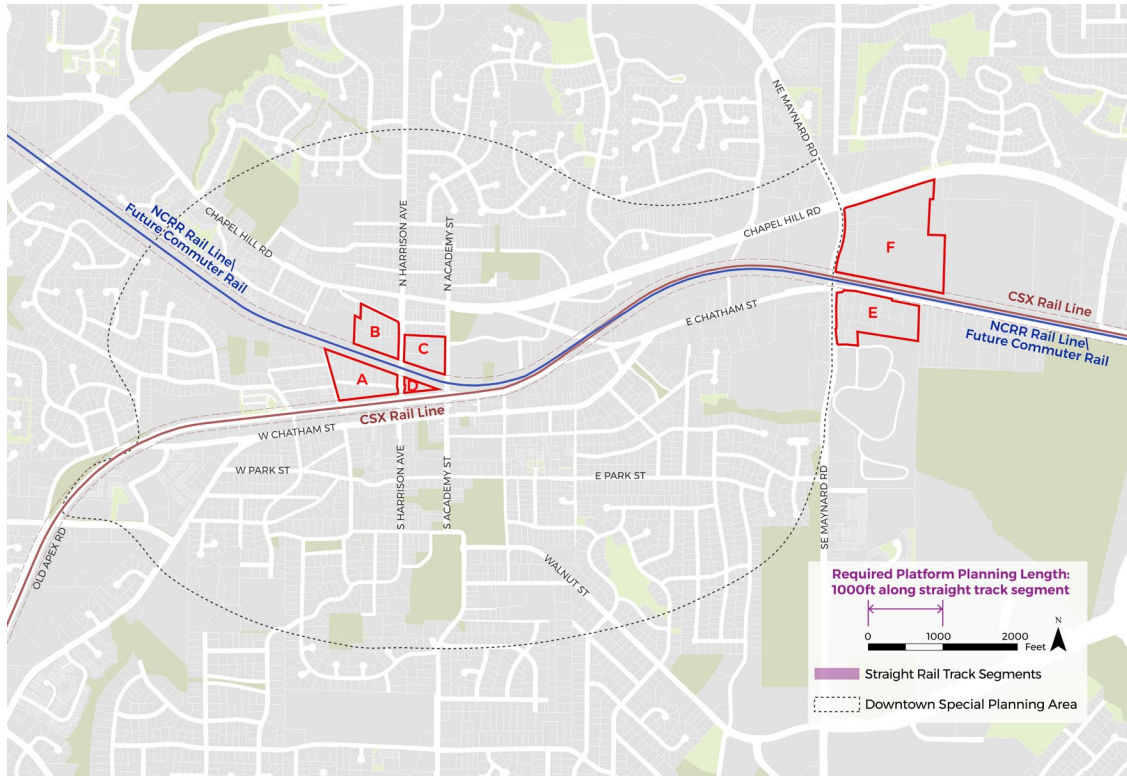 NE MAYNARD RD
CHAPEL HILL RD
N HARRISON AVE
N ACADEMY ST
CHAPEL HILL RD
NCRR Rail Line\
Future Commuter Rail
F
CSX Rail Line
NCRR Rail Line\
Future Commuter Rail
E
E CHATHAM ST
B
C
A
D
CSX Rail Line
W CHATHAM ST
W PARK ST
S HARRISON AVE
S ACADEMY ST
E PARK ST
SE MAYNARD RD
OLD APEX RD
WALNUT ST
Required Platform Planning Length:
1000ft along straight track segment
N
0 1000 2000
Feet
Straight Rail Track Segments
Downtown Special Planning Area